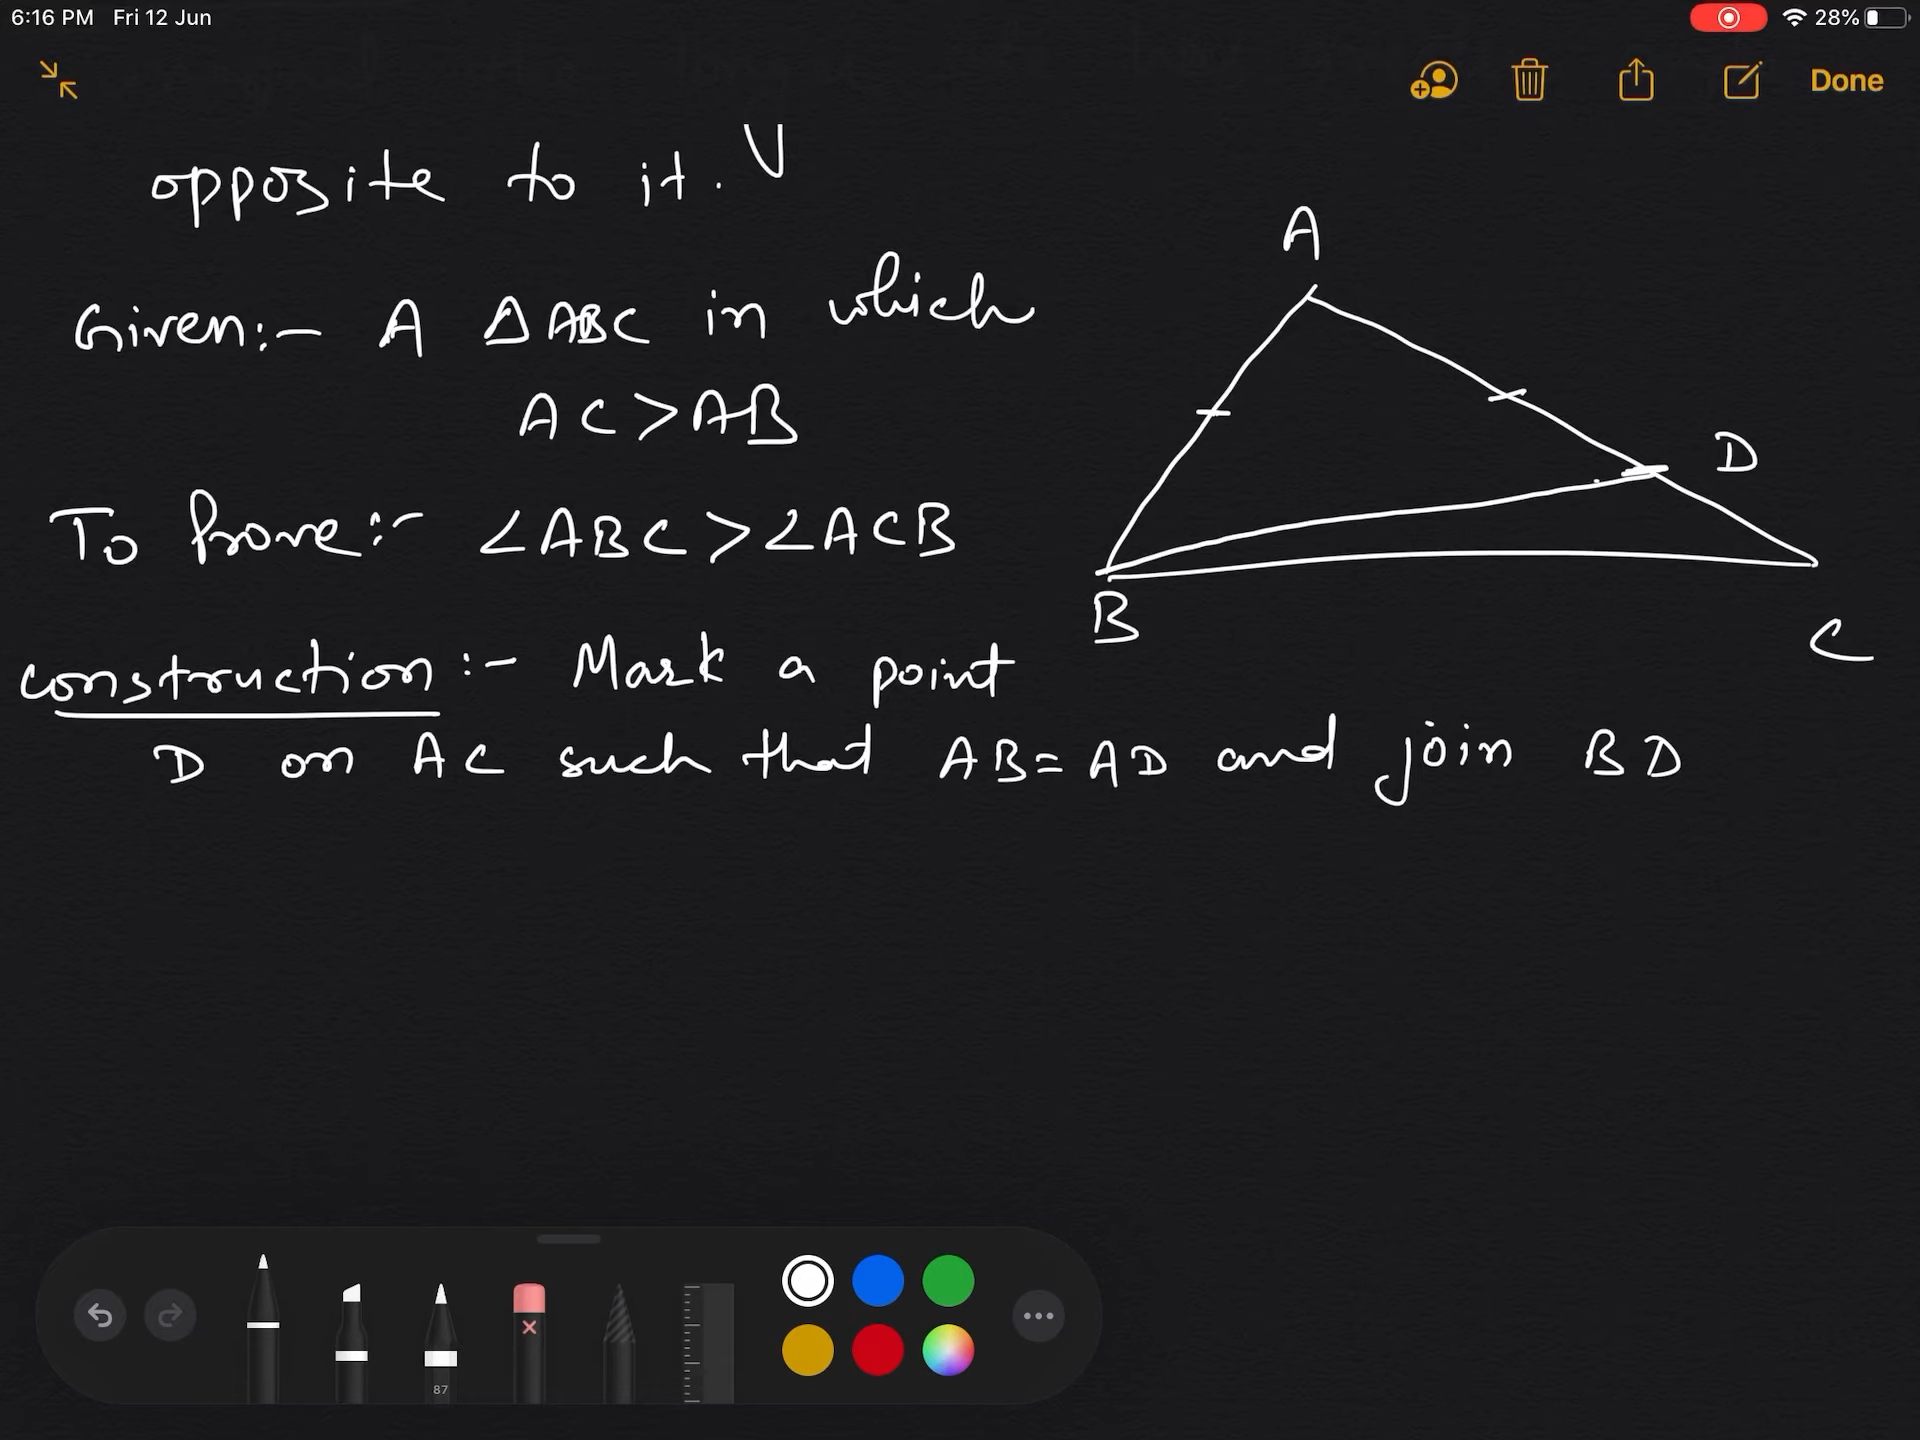 6:16 PM Fri 12 Jun 28%
Done
opposite to it.
Given:- A ΔABC in which
AC>AB
To Prove:- ∠ABC>∠ACB
construction:- Mark a point
D on AC such that AB=AD and join BD
A
D
B
C
87